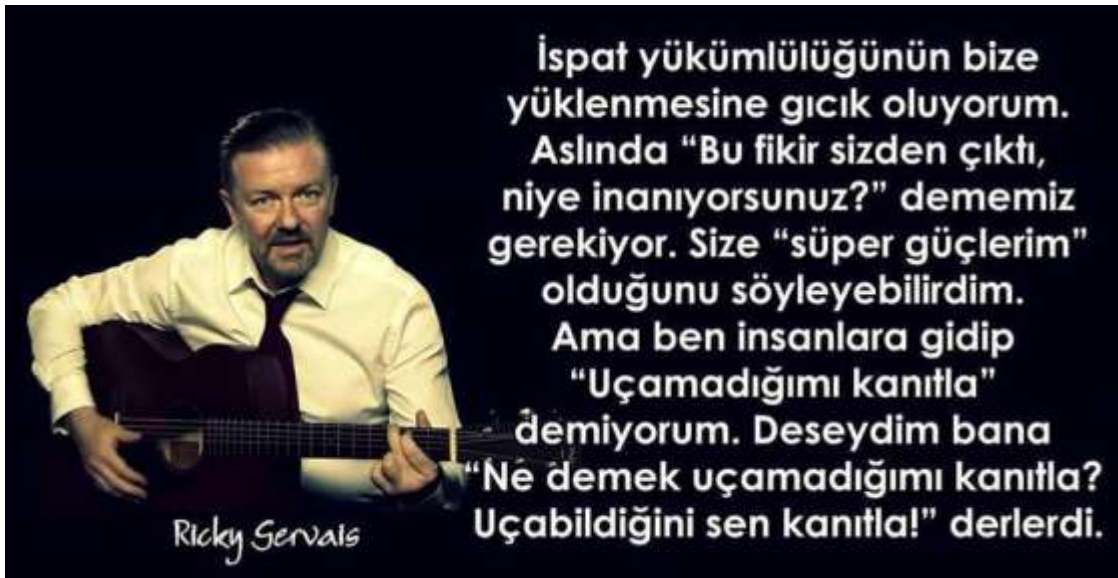 İspat yükümlülüğünün bize
yüklenmesine gıcık oluyorum.
Aslında “Bu fikir sizden çıktı,
niye inanıyorsunuz?” dememiz
gerekiyor. Size “süper güçlerim”
olduğunu söyleyebilirdim.
Ama ben insanlara gidip
“Uçamadığımı kanıtla”
demiyorum. Deseydim bana
“Ne demek uçamadığımı kanıtla?
Uçabildiğini sen kanıtla!” derlerdi.
Ricky Gervais